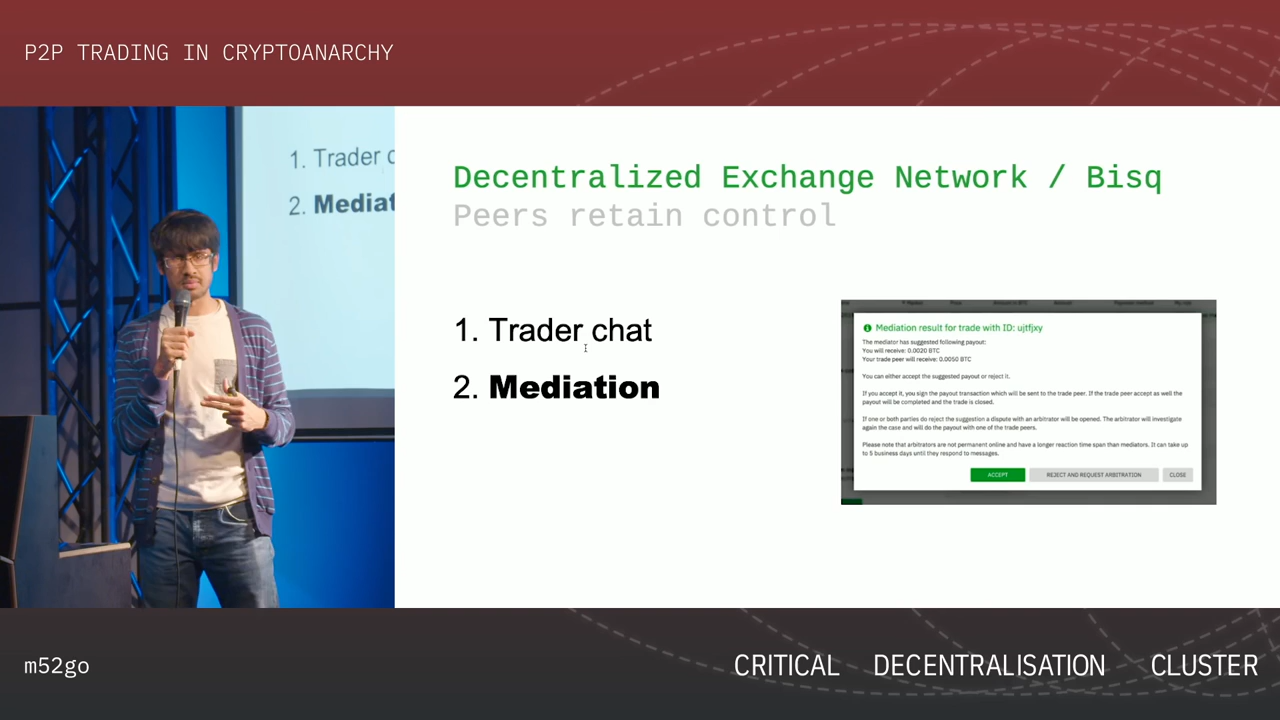 P2P TRADING IN CRYPTOANARCHY
1. Trader c
2. Mediat
Decentralized Exchange Network / Bisq
Peers retain control
1. Trader chat
2. Mediation
Mediation result for trade with ID: ujtfjxy
The mediator has suggested following payout:
You will receive: 0.0020 BTC
Your trade peer will receive: 0.0050 BTC
You can either accept the suggested payout or reject it.
If you accept it, you sign the payout transaction which will be sent to the trade peer. If the trade peer accept as well the
payout will be completed and the trade is closed.
If one or both parties do reject the suggestion a dispute with an arbitrator will be opened. The arbitrator will investigate
again the case and will do the payout with one of the trade peers.
Please note that arbitrators are not permanent online and have a longer reaction time span than mediators. It can take up
to 5 business days until they respond to messages.
ACCEPT
REJECT AND REQUEST ARBITRATION
CLOSE
m52go
CRITICAL DECENTRALISATION CLUSTER